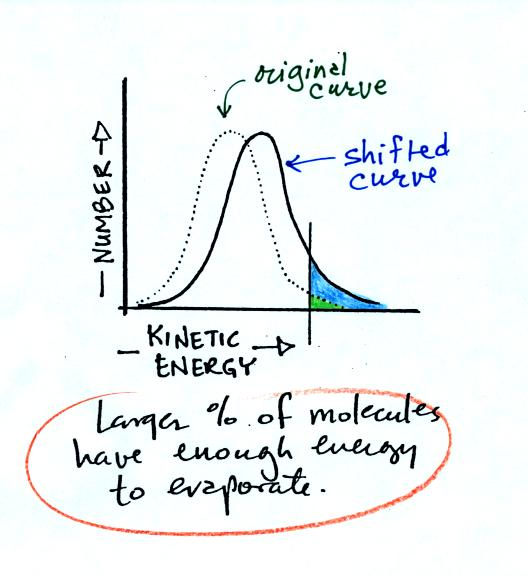 original
curve
shifted
curve
NUMBER
KINETIC
ENERGY
Larger % of molecules
have enough energy
to evaporate.